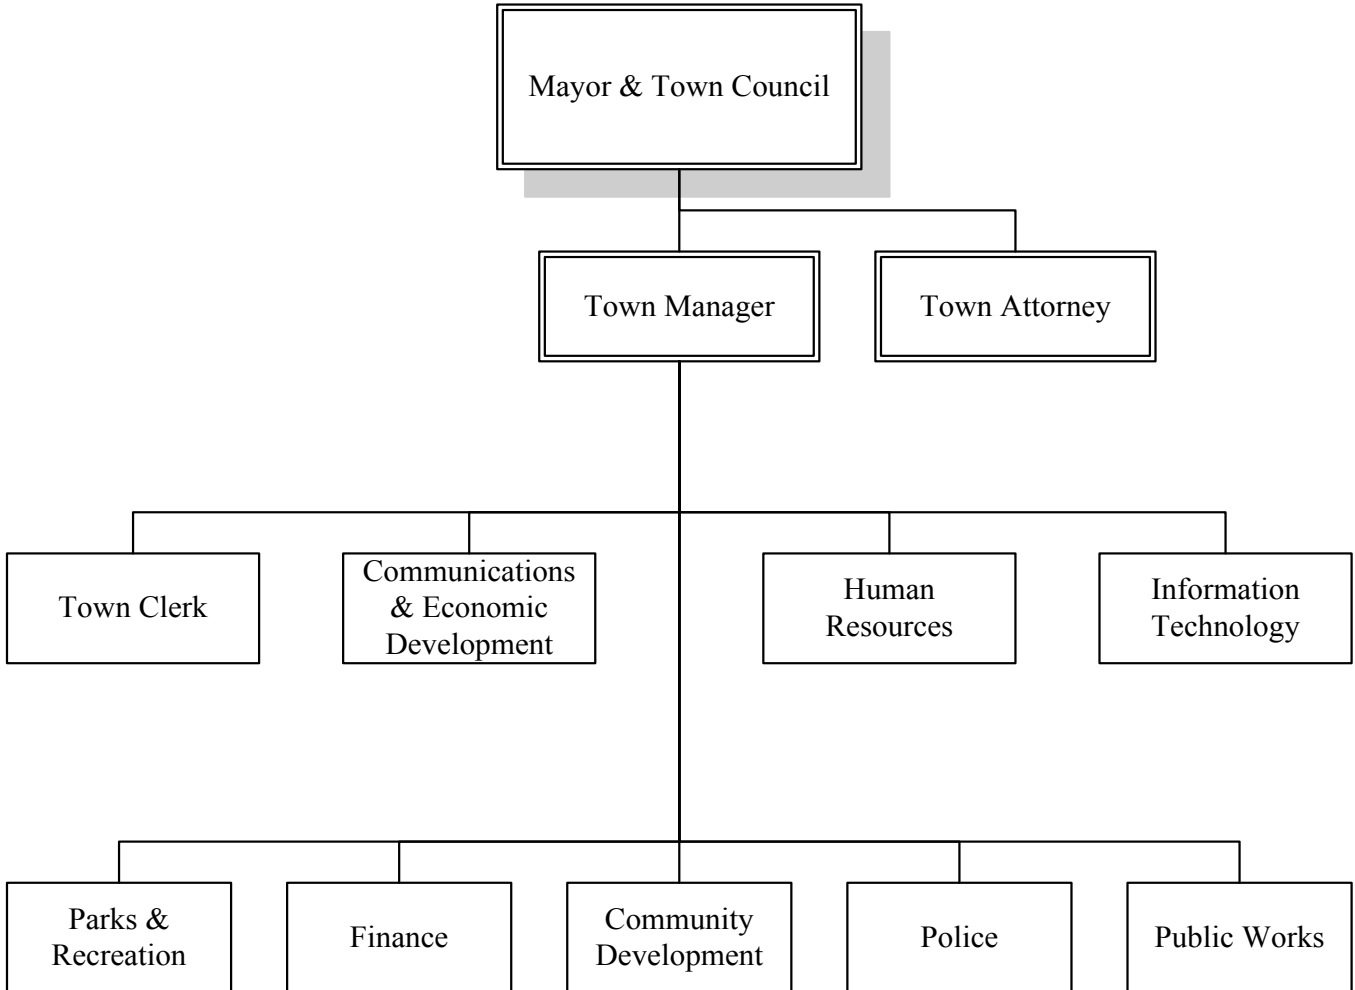 Mayor & Town Council
Town Manager
Town Attorney
Town Clerk
Communications
& Economic
Development
Human
Resources
Information
Technology
Parks &
Recreation
Finance
Community
Development
Police
Public Works